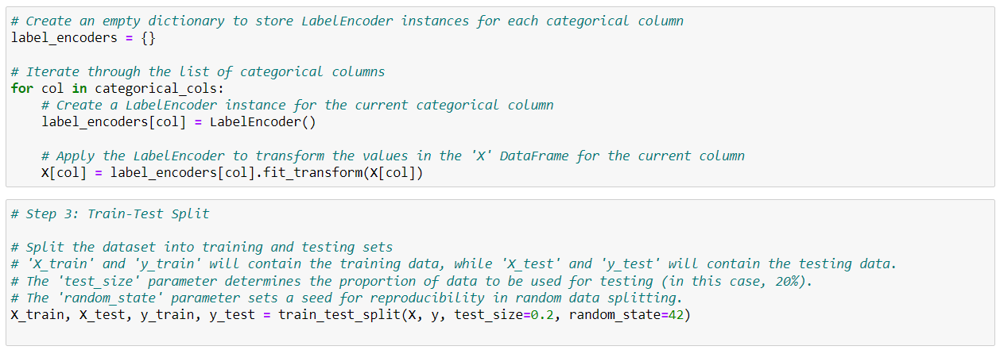 # Create an empty dictionary to store LabelEncoder instances for each categorical column
label_encoders = {}
# Iterate through the list of categorical columns
for col in categorical_cols:
    # Create a LabelEncoder instance for the current categorical column
    label_encoders[col] = LabelEncoder()
    # Apply the LabelEncoder to transform the values in the 'X' DataFrame for the current column
    X[col] = label_encoders[col].fit_transform(X[col])
# Step 3: Train-Test Split
# Split the dataset into training and testing sets
# 'X_train' and 'y_train' will contain the training data, while 'X_test' and 'y_test' will contain the testing data.
# The 'test_size' parameter determines the proportion of data to be used for testing (in this case, 20%).
# The 'random_state' parameter sets a seed for reproducibility in random data splitting.
X_train, X_test, y_train, y_test = train_test_split(X, y, test_size=0.2, random_state=42)